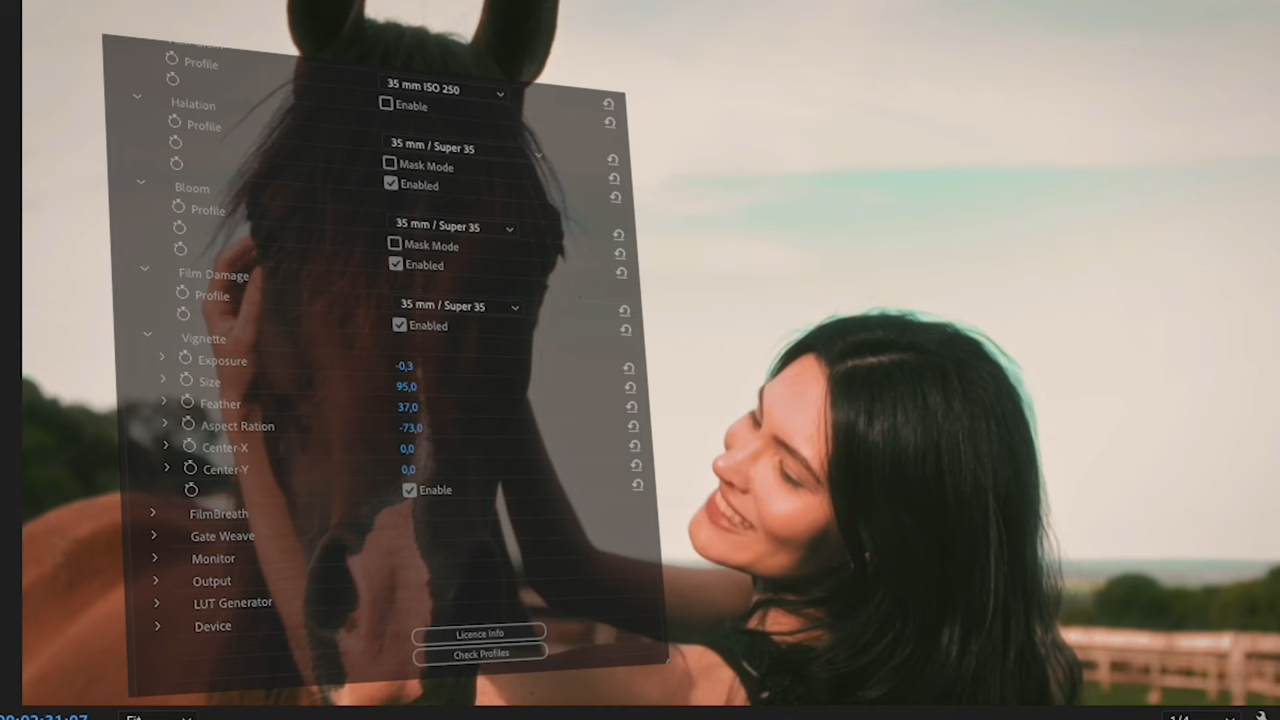 Profile
35 mm ISO 250
Enable
Halation
Profile
35 mm / Super 35
Mask Mode
Enabled
Bloom
Profile
35 mm / Super 35
Mask Mode
Enabled
Film Damage
Profile
35 mm / Super 35
Enabled
Vignette
Exposure -0,3
Size 95,0
Feather 37,0
Aspect Ration -73,0
Center-X 0,0
Center-Y 0,0
Enable
FilmBreath
Gate Weave
Monitor
Output
LUT Generator
Device
Licence Info
Check Profiles